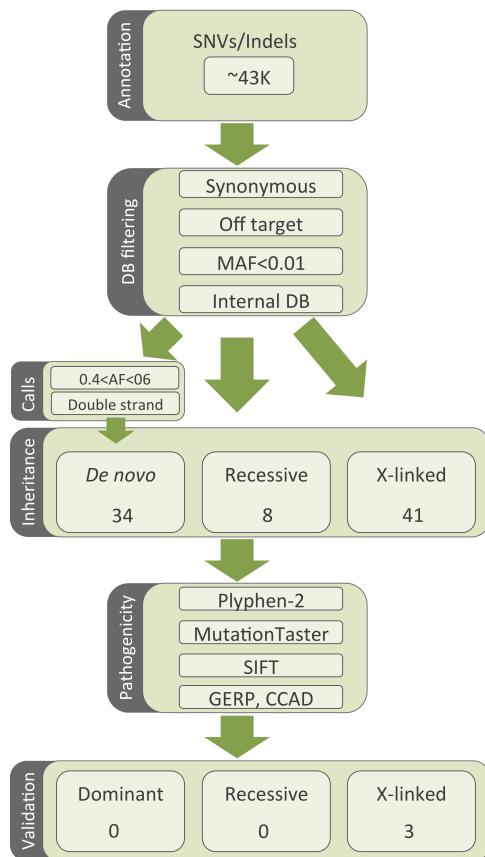 Annotation
SNVs/Indels
~43K
DB filtering
Synonymous
Off target
MAF<0.01
Internal DB
Calls
0.4<AF<06
Double strand
Inheritance
De novo
34
Recessive
8
X-linked
41
Pathogenicity
Plyphen-2
MutationTaster
SIFT
GERP, CCAD
Validation
Dominant
0
Recessive
0
X-linked
3